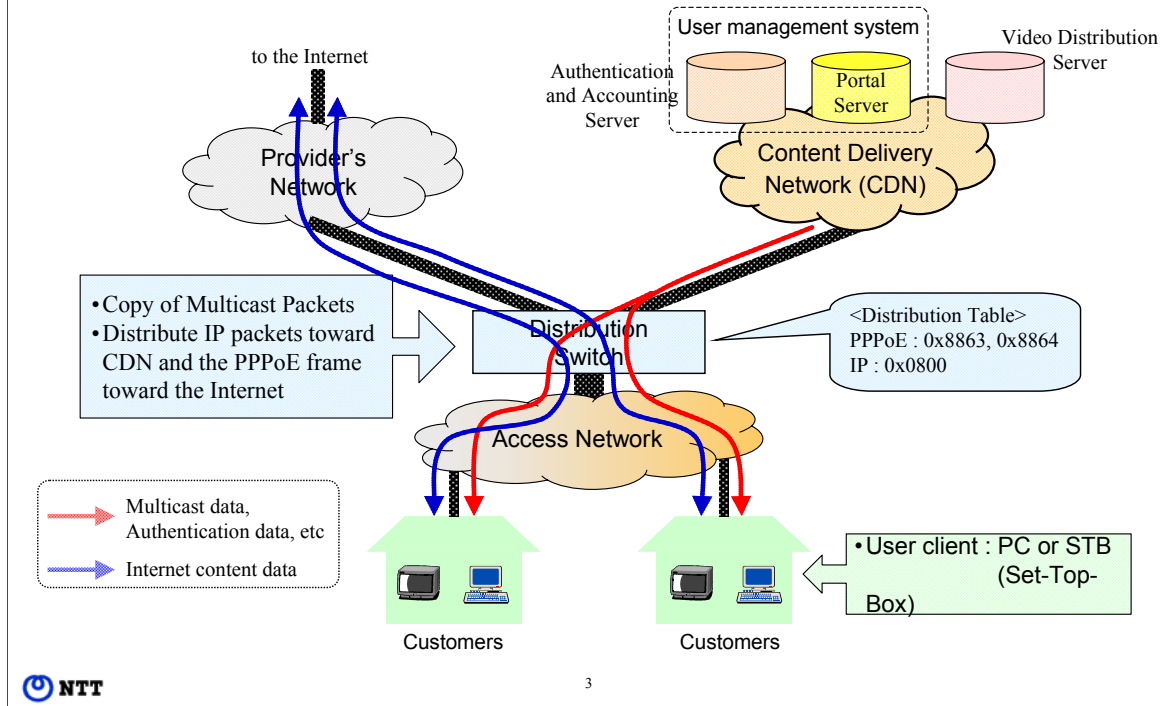 User management system
to the Internet
Video Distribution
Server
Authentication
and Accounting
Server
Portal
Server
Provider's
Network
Content Delivery
Network (CDN)
•Copy of Multicast Packets
•Distribute IP packets toward
CDN and the PPPoE frame
toward the Internet
Distribution
Switch
<Distribution Table>
PPPoE : 0x8863, 0x8864
IP : 0x0800
Access Network
Multicast data,
Authentication data, etc
Internet content data
•User client : PC or STB
(Set-Top-
Box)
Customers
Customers
NTT
3